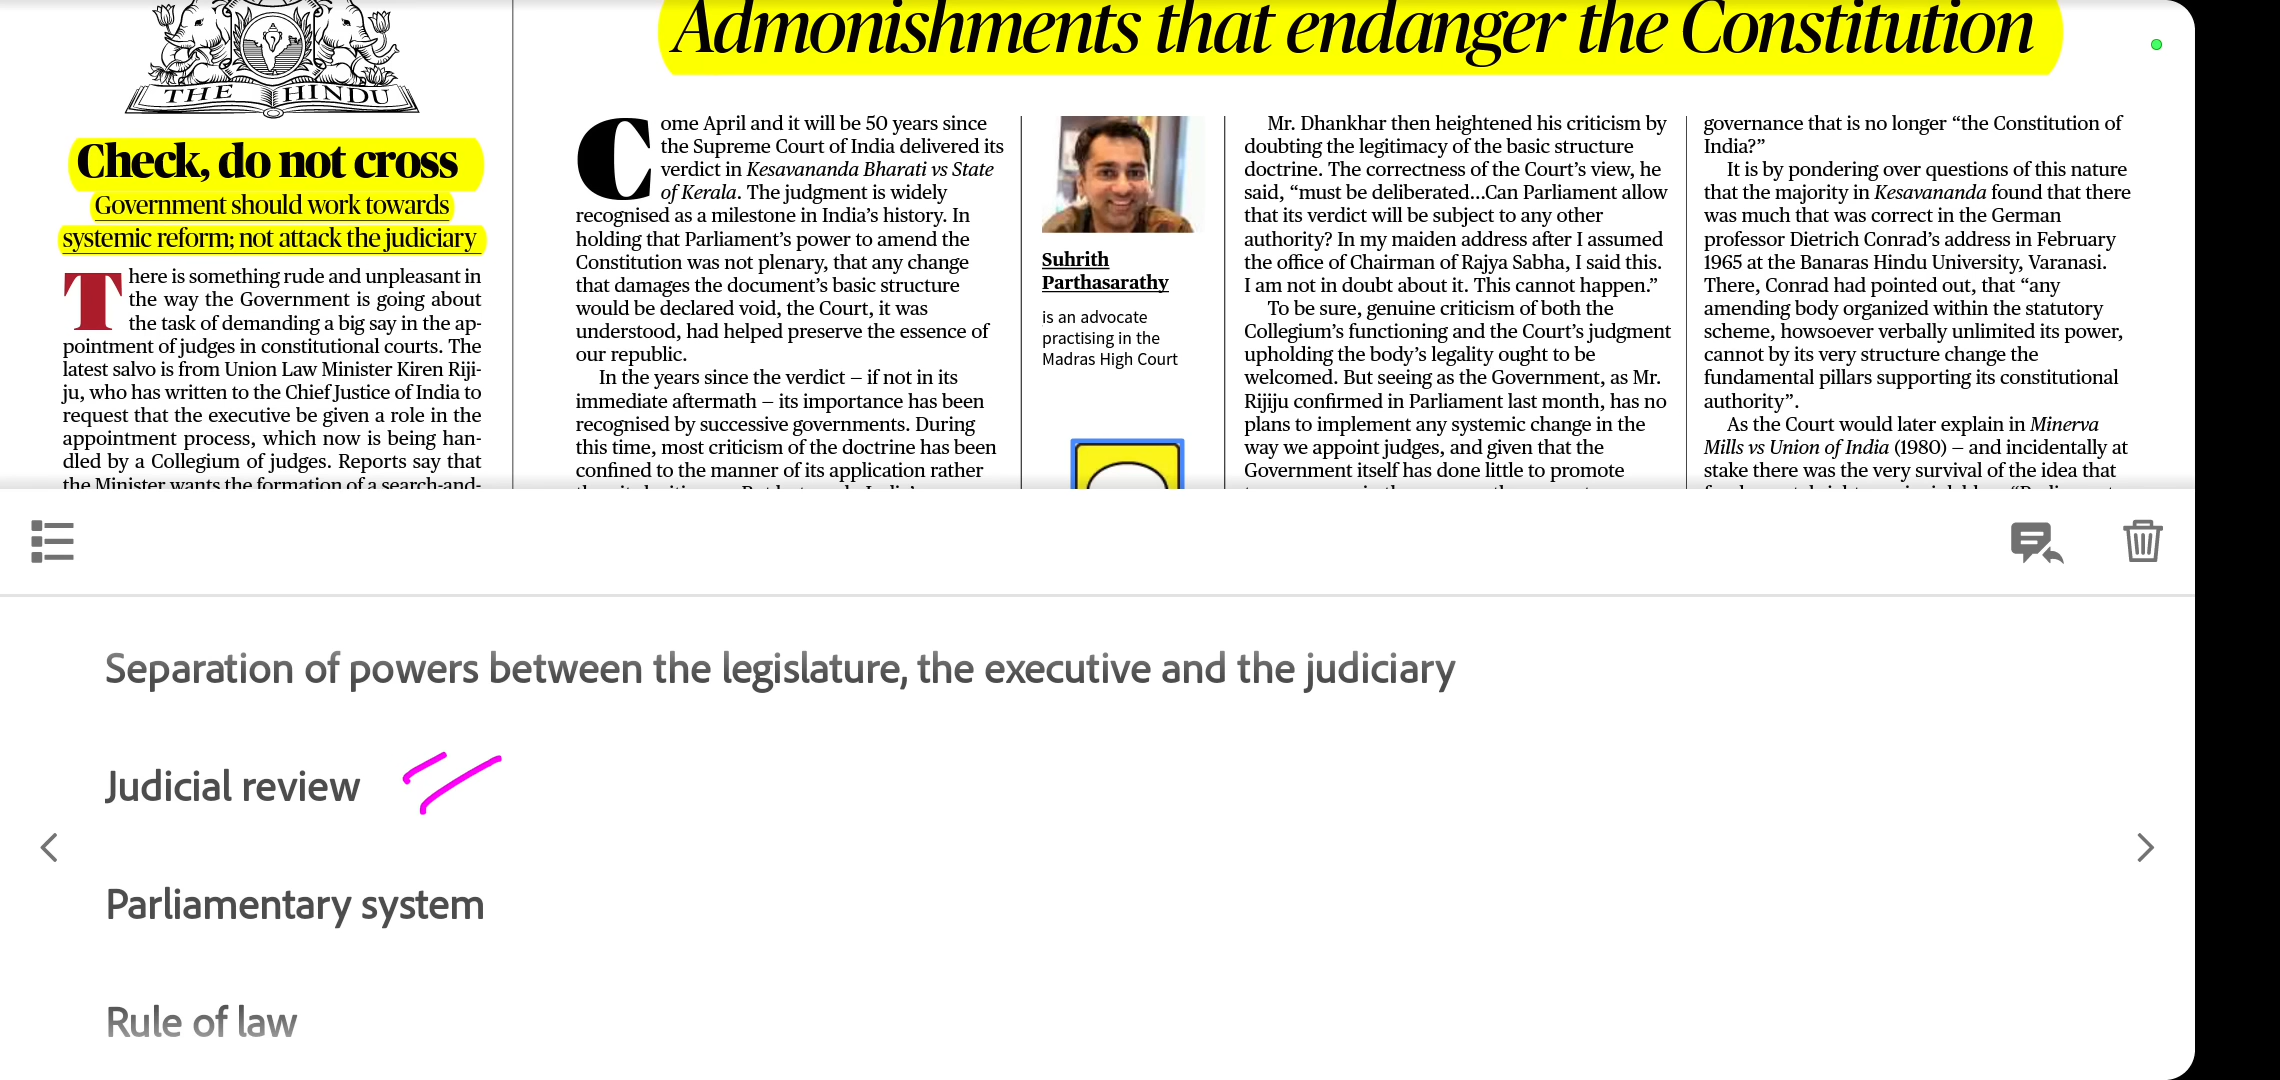 THE HINDU
Admonishments that endanger the Constitution
Check, do not cross
Government should work towards
systemic reform; not attack the judiciary
There is something rude and unpleasant in
the way the Government is going about
the task of demanding a big say in the ap-
pointment of judges in constitutional courts. The
latest salvo is from Union Law Minister Kiren Riji-
ju, who has written to the Chief Justice of India to
request that the executive be given a role in the
appointment process, which now is being han-
dled by a Collegium of judges. Reports say that
the Minister wants the formation of a search-and-
Come April and it will be 50 years since
the Supreme Court of India delivered its
verdict in Kesavananda Bharati vs State
of Kerala. The judgment is widely
recognised as a milestone in India's history. In
holding that Parliament's power to amend the
Constitution was not plenary, that any change
that damages the document's basic structure
would be declared void, the Court, it was
understood, had helped preserve the essence of
our republic.
In the years since the verdict – if not in its
immediate aftermath – its importance has been
recognised by successive governments. During
this time, most criticism of the doctrine has been
confined to the manner of its application rather
Suhrith
Parthasarathy
is an advocate
practising in the
Madras High Court
Mr. Dhankhar then heightened his criticism by
doubting the legitimacy of the basic structure
doctrine. The correctness of the Court's view, he
said, "must be deliberated...Can Parliament allow
that its verdict will be subject to any other
authority? In my maiden address after I assumed
the office of Chairman of Rajya Sabha, I said this.
I am not in doubt about it. This cannot happen."
To be sure, genuine criticism of both the
Collegium's functioning and the Court's judgment
upholding the body's legality ought to be
welcomed. But seeing as the Government, as Mr.
Rijiju confirmed in Parliament last month, has no
plans to implement any systemic change in the
way we appoint judges, and given that the
Government itself has done little to promote
governance that is no longer "the Constitution of
India?"
It is by pondering over questions of this nature
that the majority in Kesavananda found that there
was much that was correct in the German
professor Dietrich Conrad's address in February
1965 at the Banaras Hindu University, Varanasi.
There, Conrad had pointed out, that "any
amending body organized within the statutory
scheme, howsoever verbally unlimited its power,
cannot by its very structure change the
fundamental pillars supporting its constitutional
authority".
As the Court would later explain in Minerva
Mills vs Union of India (1980) – and incidentally at
stake there was the very survival of the idea that
Separation of powers between the legislature, the executive and the judiciary
Judicial review
Parliamentary system
Rule of law